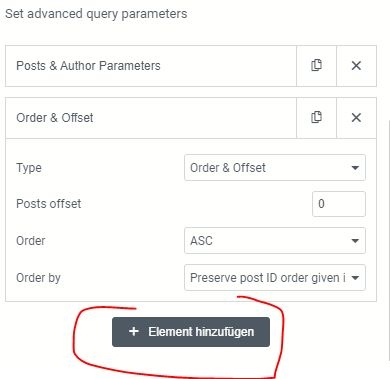 Set advanced query parameters
Posts & Author Parameters
Order & Offset
Type Order & Offset
Posts offset 0
Order ASC
Order by Preserve post ID order given i
+ Element hinzufügen